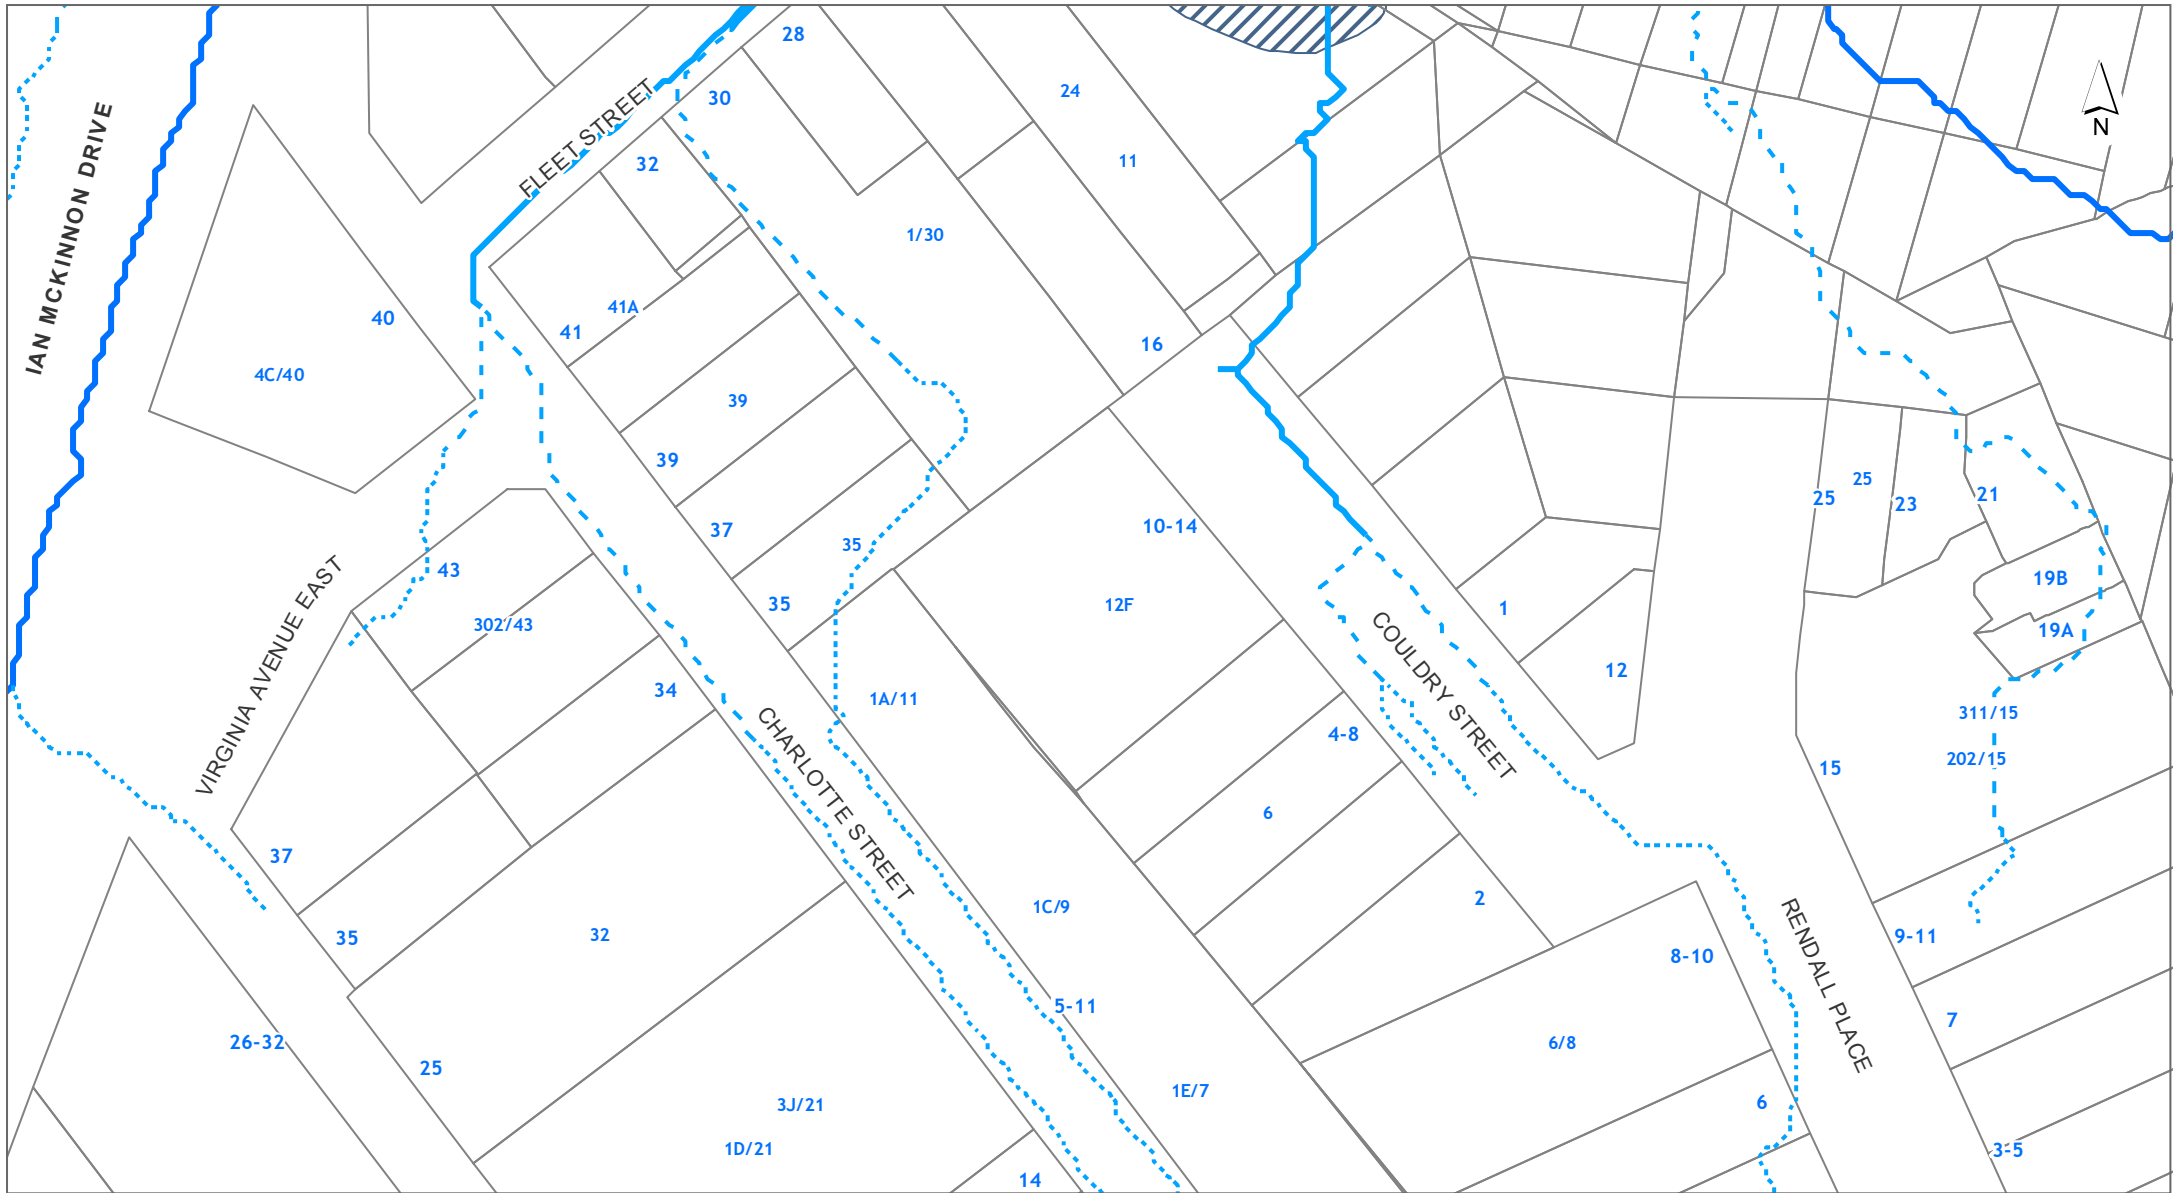 28
24
30
N
IAN MCKINNON DRIVE
FLEET STREET
32
11
1/30
41A
40
41
16
4C/40
39
39
25
25
23
21
37
10-14
35
43
19B
35
12F
1
302/43
19A
VIRGINIA AVENUE EAST
COULDRY STREET
12
34
1A/11
311/15
4-8
202/15
15
CHARLOTTE STREET
6
37
2
1C/9
35
32
9-11
8-10
RENDALL PLACE
5-11
7
26-32
6/8
25
1E/7
3J/21
6
1D/21
3-5
14